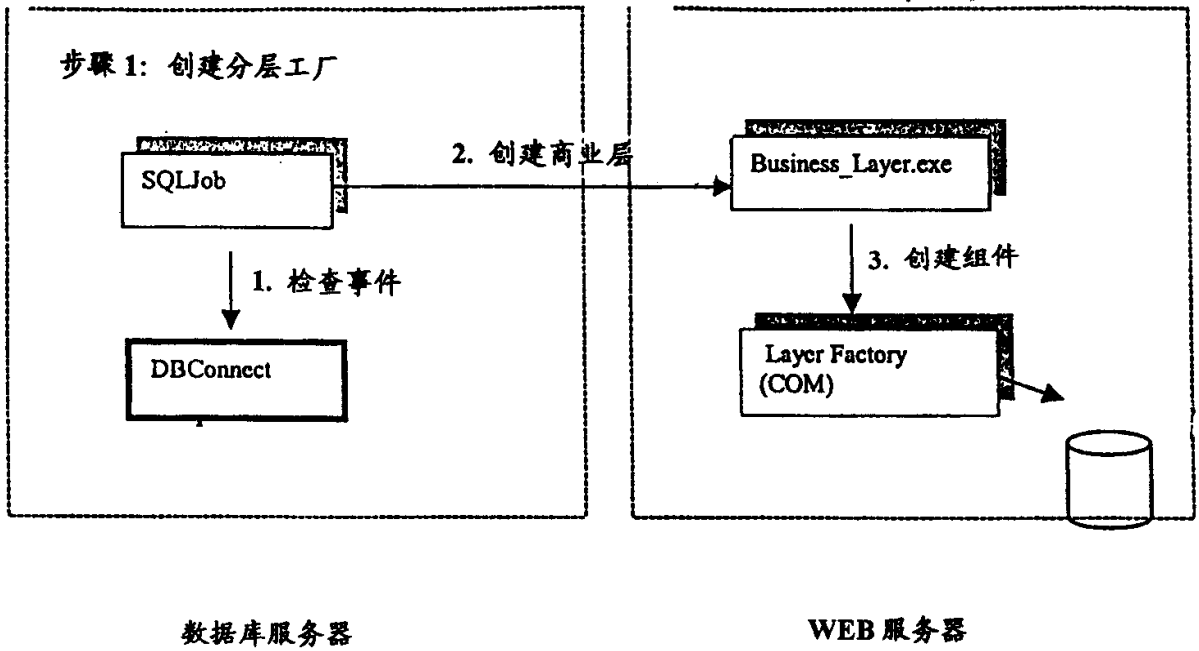 步骤 1: 创建分层工厂
SQLJob
2. 创建商业层
Business_Layer.exe
1. 检查事件
3. 创建组件
DBConnect
Layer Factory
(COM)
数据库服务器
WEB 服务器